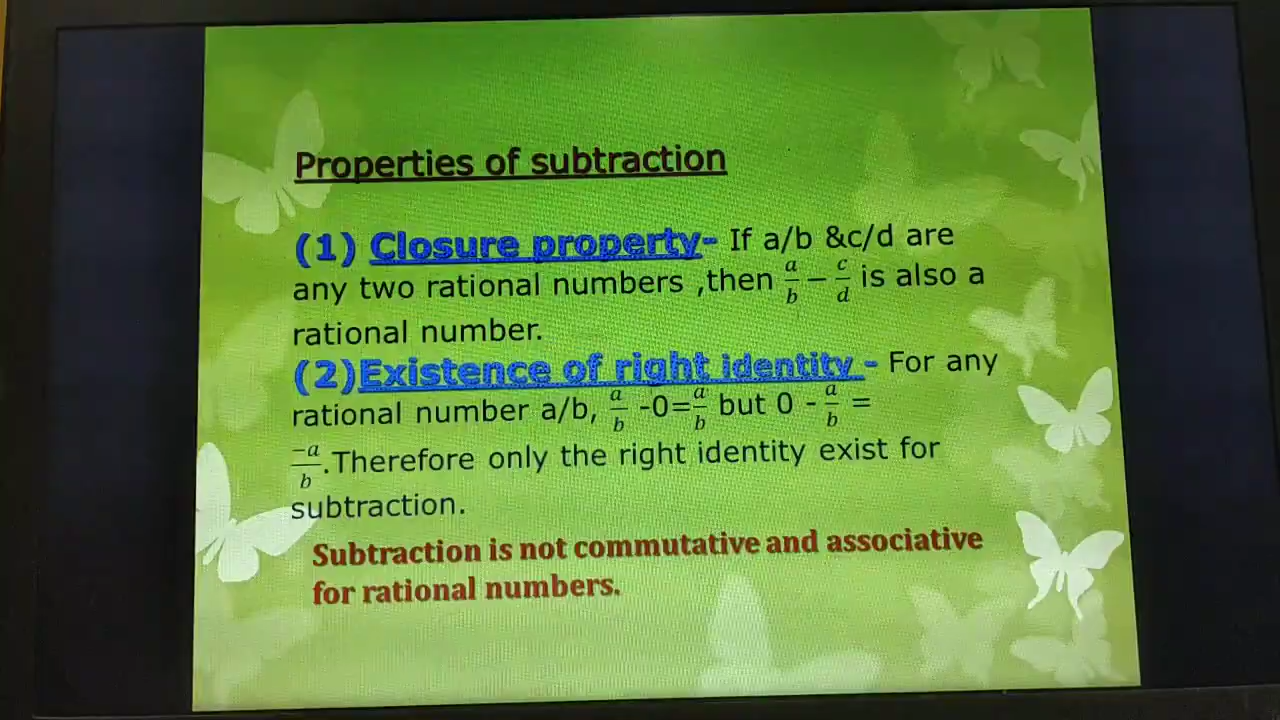 Properties of subtraction
(1) Closure property- If a/b &c/d are
any two rational numbers ,then a/b − c/d is also a
rational number.
(2)Existence of right identity - For any
rational number a/b, a/b -0=a/b but 0 - a/b =
−a/b.Therefore only the right identity exist for
subtraction.
Subtraction is not commutative and associative
for rational numbers.